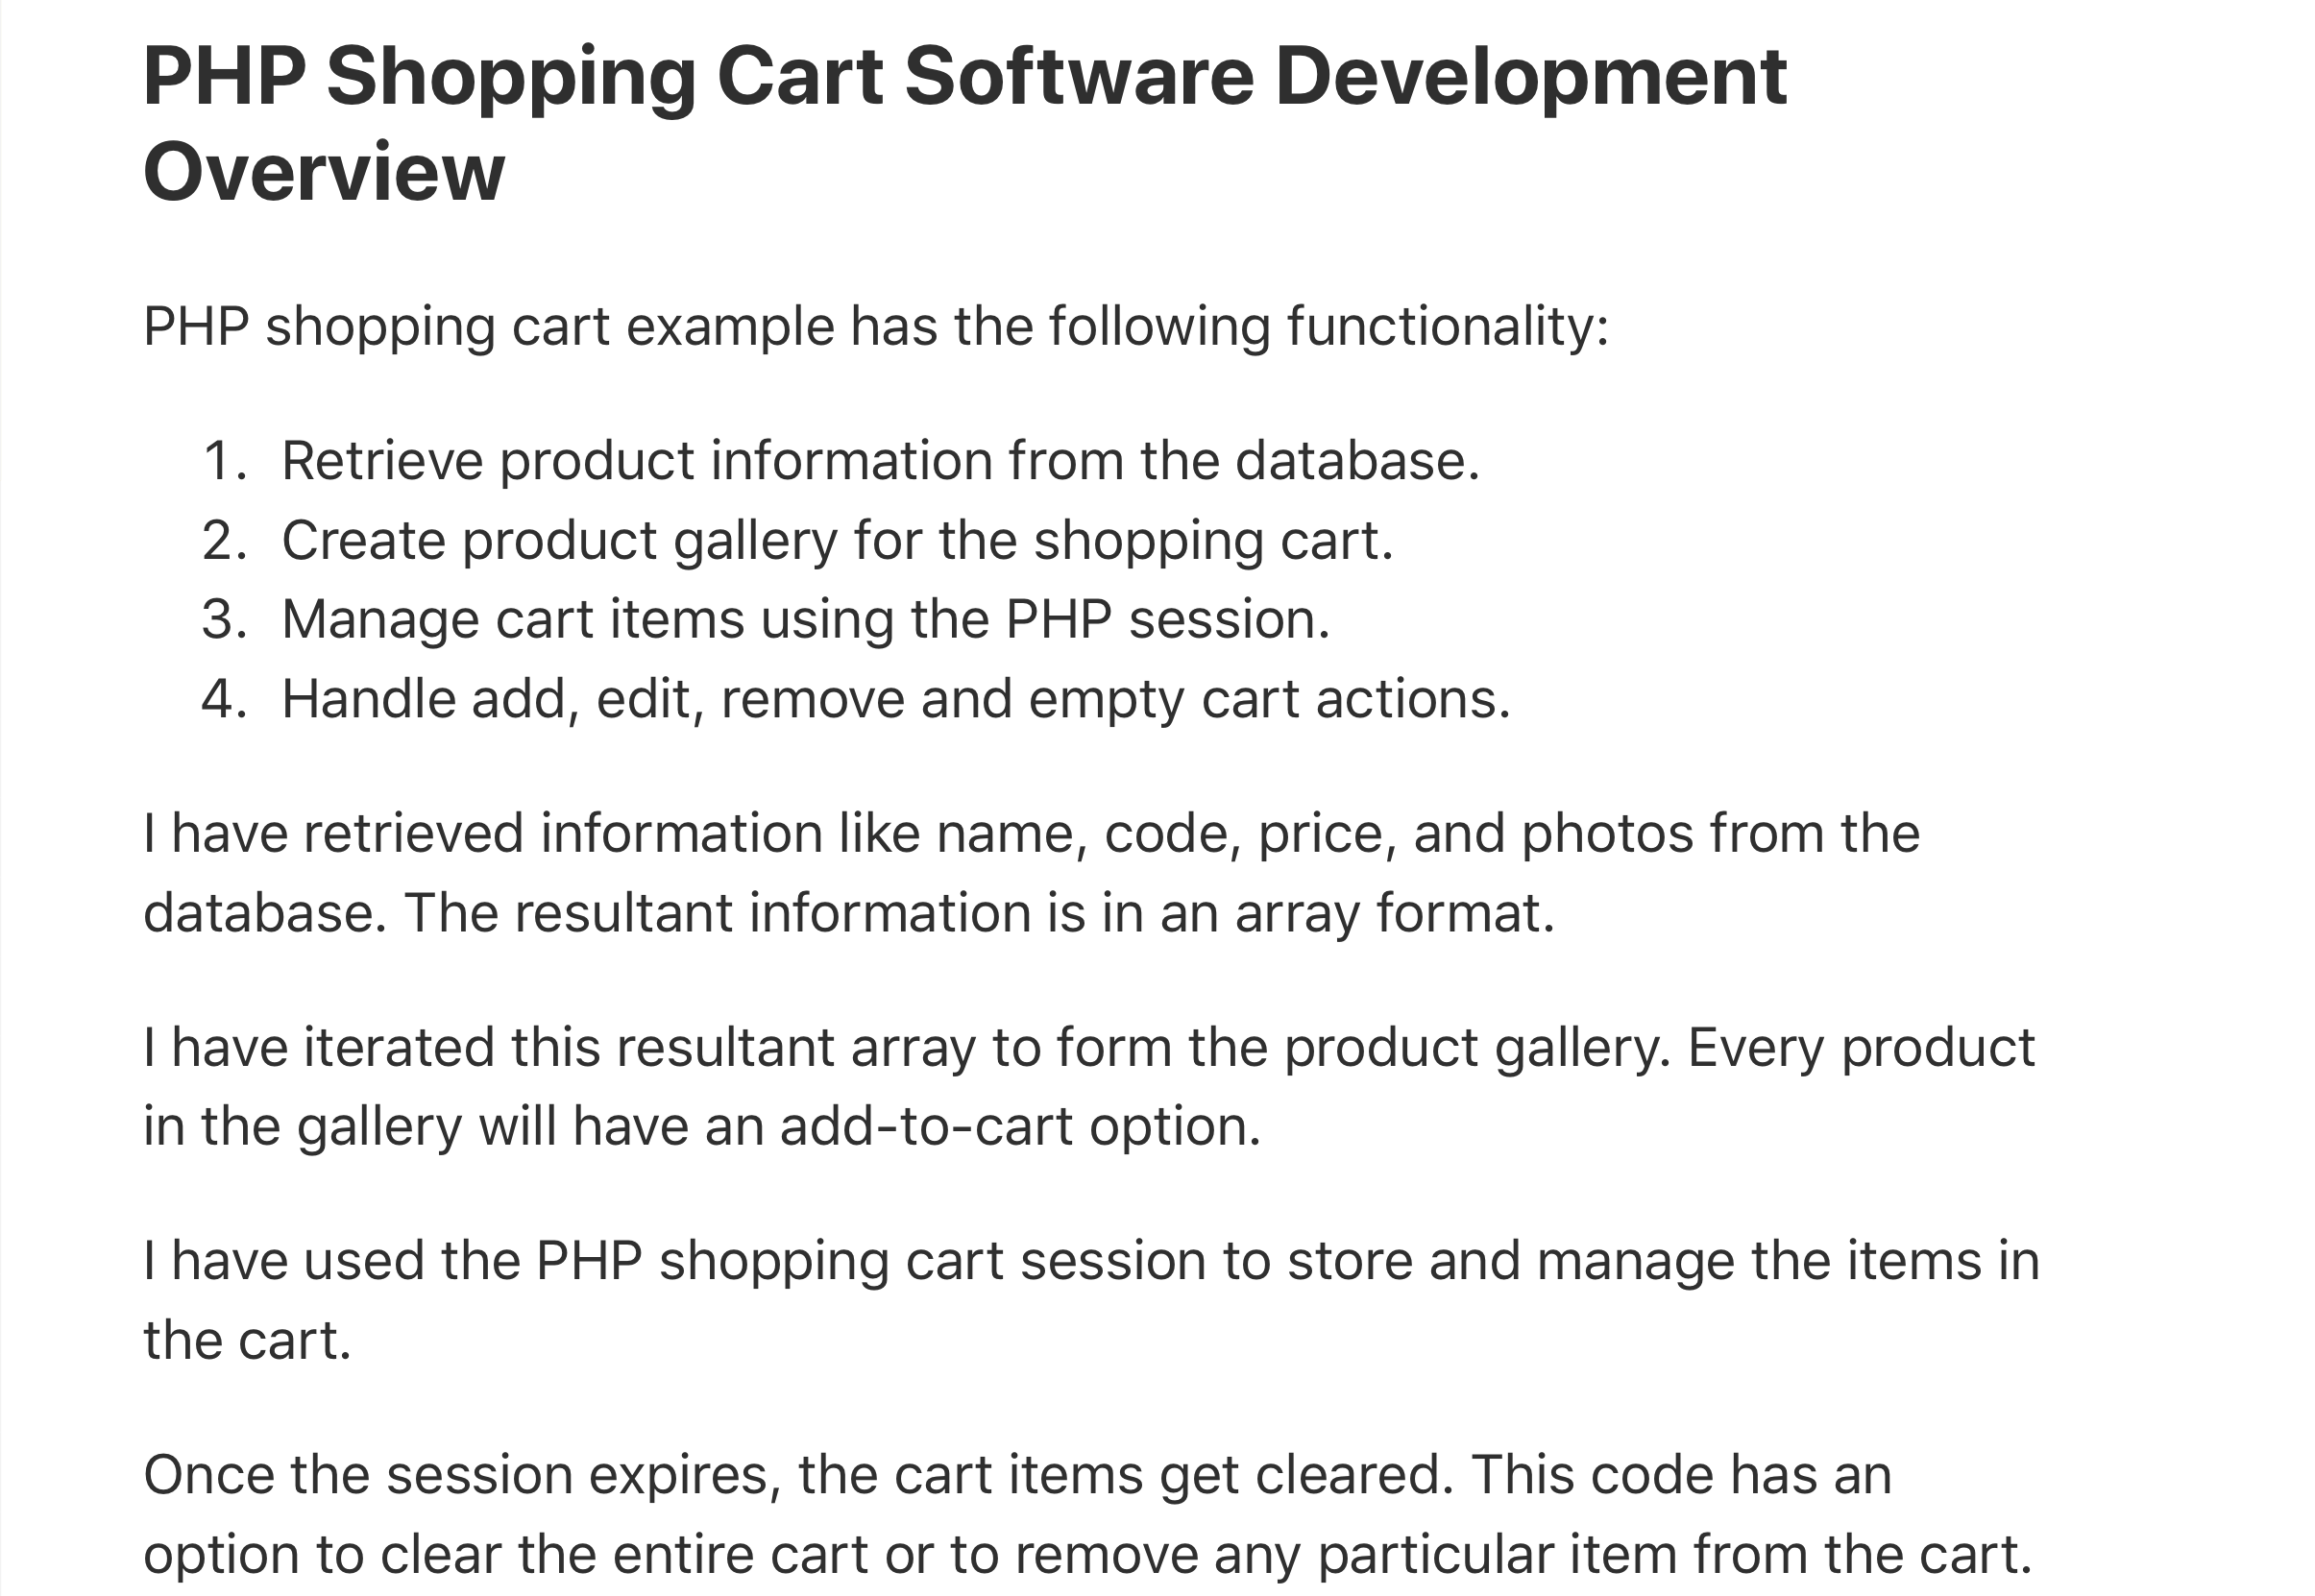 PHP Shopping Cart Software Development
Overview
PHP shopping cart example has the following functionality:
1. Retrieve product information from the database.
2. Create product gallery for the shopping cart.
3. Manage cart items using the PHP session.
4. Handle add, edit, remove and empty cart actions.
I have retrieved information like name, code, price, and photos from the
database. The resultant information is in an array format.
I have iterated this resultant array to form the product gallery. Every product
in the gallery will have an add-to-cart option.
I have used the PHP shopping cart session to store and manage the items in
the cart.
Once the session expires, the cart items get cleared. This code has an
option to clear the entire cart or to remove any particular item from the cart.